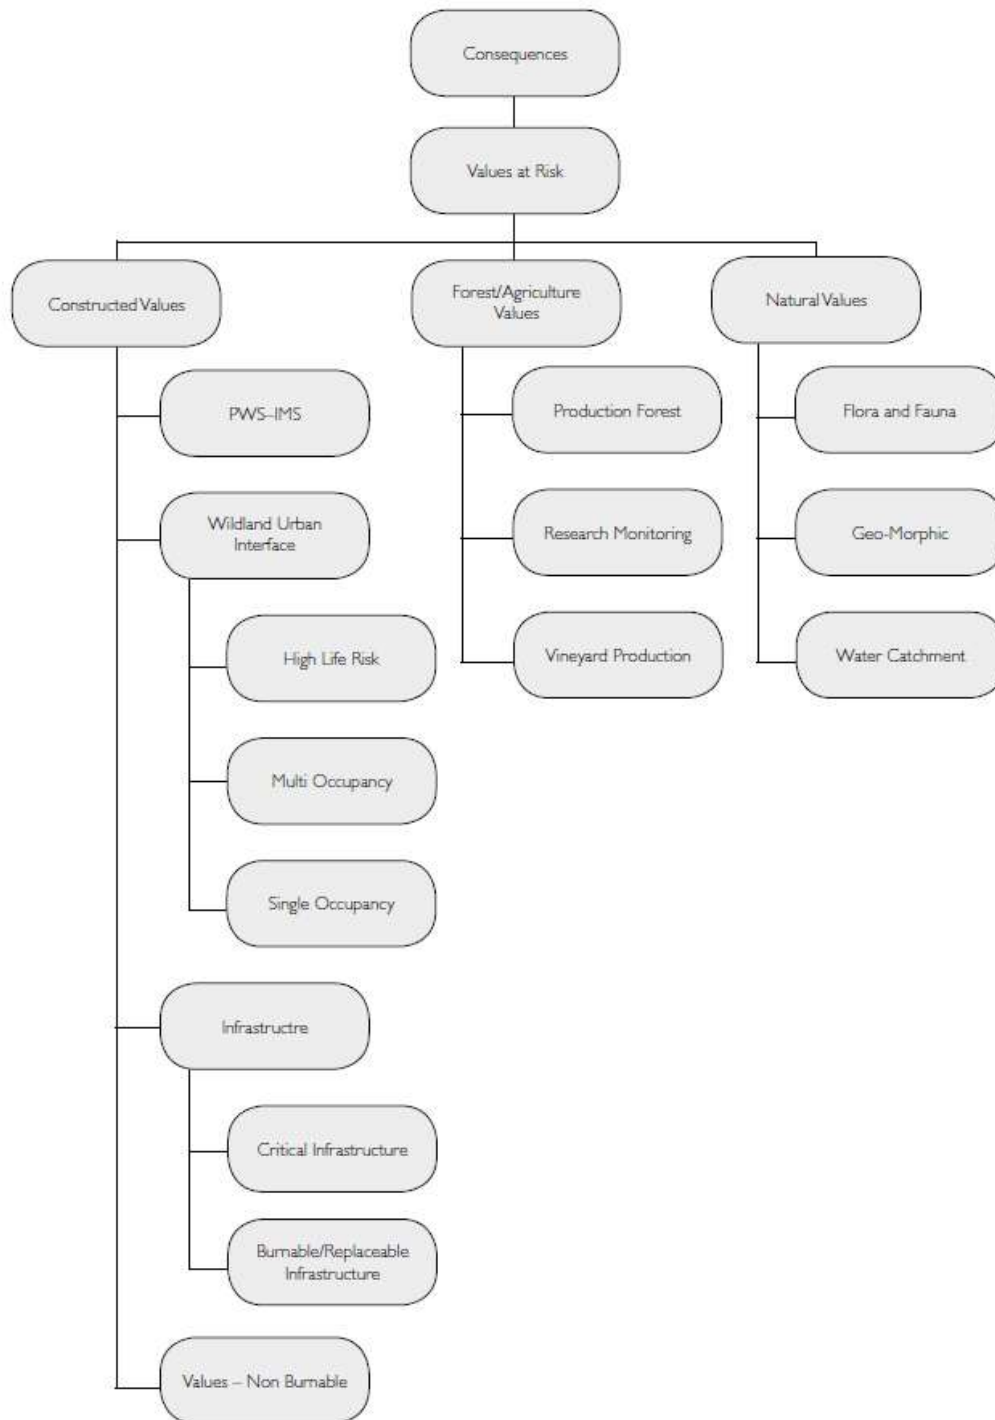 Consequences
Values at Risk
Constructed Values
Forest/Agriculture
Values
Natural Values
PWS–IMS
Production Forest
Flora and Fauna
Wildland Urban
Interface
Research Monitoring
Geo-Morphic
High Life Risk
Vineyard Production
Water Catchment
Multi Occupancy
Single Occupancy
Infrastructre
Critical Infrastructure
Burnable/Replaceable
Infrastructure
Values – Non Burnable